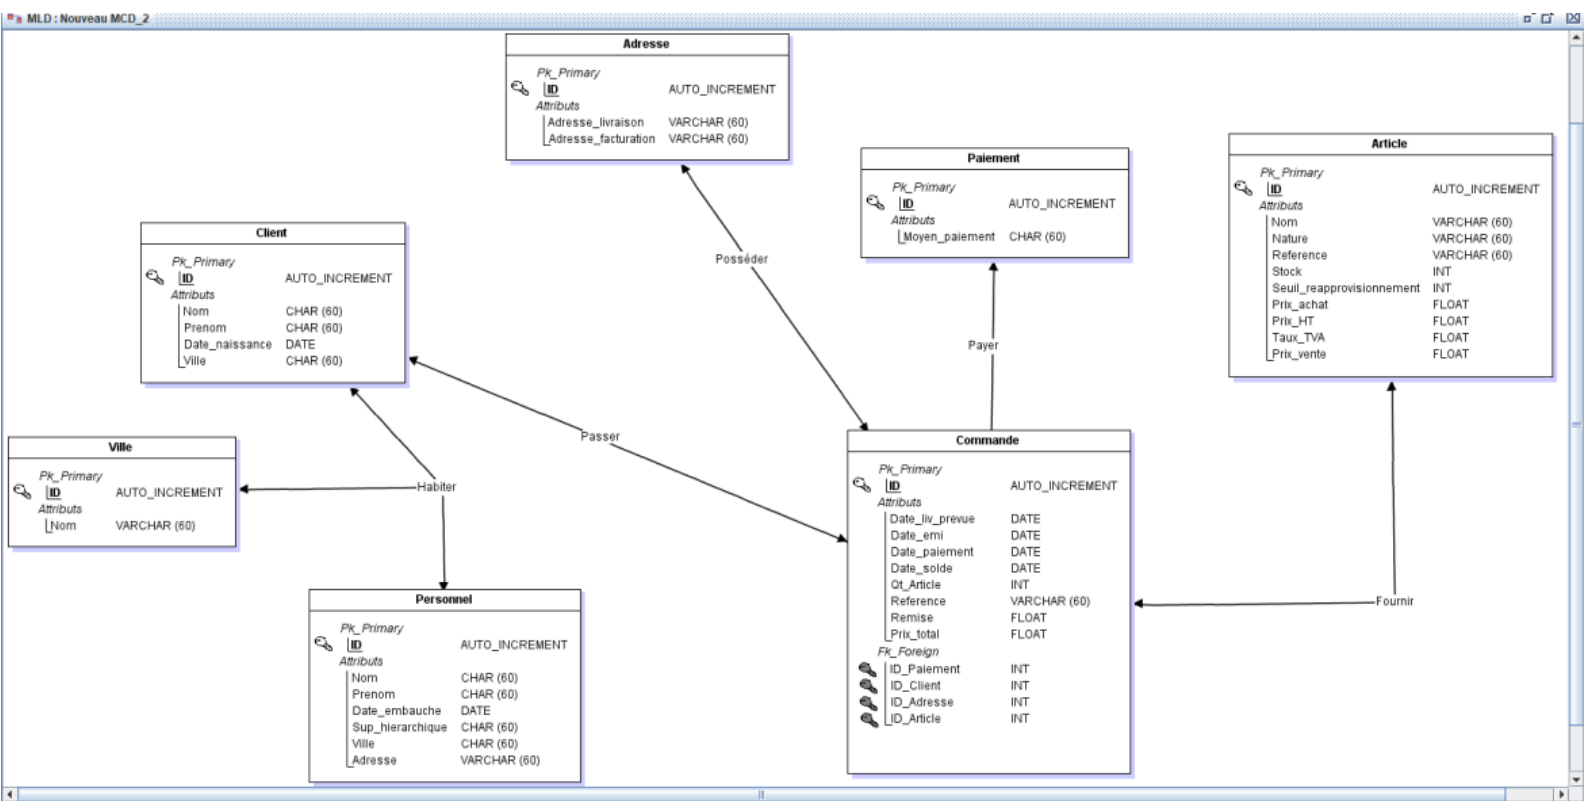 MLD : Nouveau MCD_2
Adresse
Pk_Primary
ID AUTO_INCREMENT
Attributs
Adresse_livraison VARCHAR (60)
Adresse_facturation VARCHAR (60)
Paiement
Pk_Primary
ID AUTO_INCREMENT
Attributs
Moyen_paiement CHAR (60)
Article
Pk_Primary
ID AUTO_INCREMENT
Attributs
Nom VARCHAR (60)
Nature VARCHAR (60)
Reference VARCHAR (60)
Stock INT
Seuil_reapprovisionnement INT
Prix_achat FLOAT
Prix_HT FLOAT
Taux_TVA FLOAT
Prix_vente FLOAT
Client
Pk_Primary
ID AUTO_INCREMENT
Attributs
Nom CHAR (60)
Prenom CHAR (60)
Date_naissance DATE
Ville CHAR (60)
Posséder
Payer
Passer
Ville
Pk_Primary
ID AUTO_INCREMENT
Attributs
Nom VARCHAR (60)
Habiter
Commande
Pk_Primary
ID AUTO_INCREMENT
Attributs
Date_liv_prevue DATE
Date_emi DATE
Date_paiement DATE
Date_solde DATE
Qt_Article INT
Reference VARCHAR (60)
Remise FLOAT
Prix_total FLOAT
Fk_Foreign
ID_Paiement INT
ID_Client INT
ID_Adresse INT
ID_Article INT
Fournir
Personnel
Pk_Primary
ID AUTO_INCREMENT
Attributs
Nom CHAR (60)
Prenom CHAR (60)
Date_embauche DATE
Sup_hierarchique CHAR (60)
Ville CHAR (60)
Adresse VARCHAR (60)